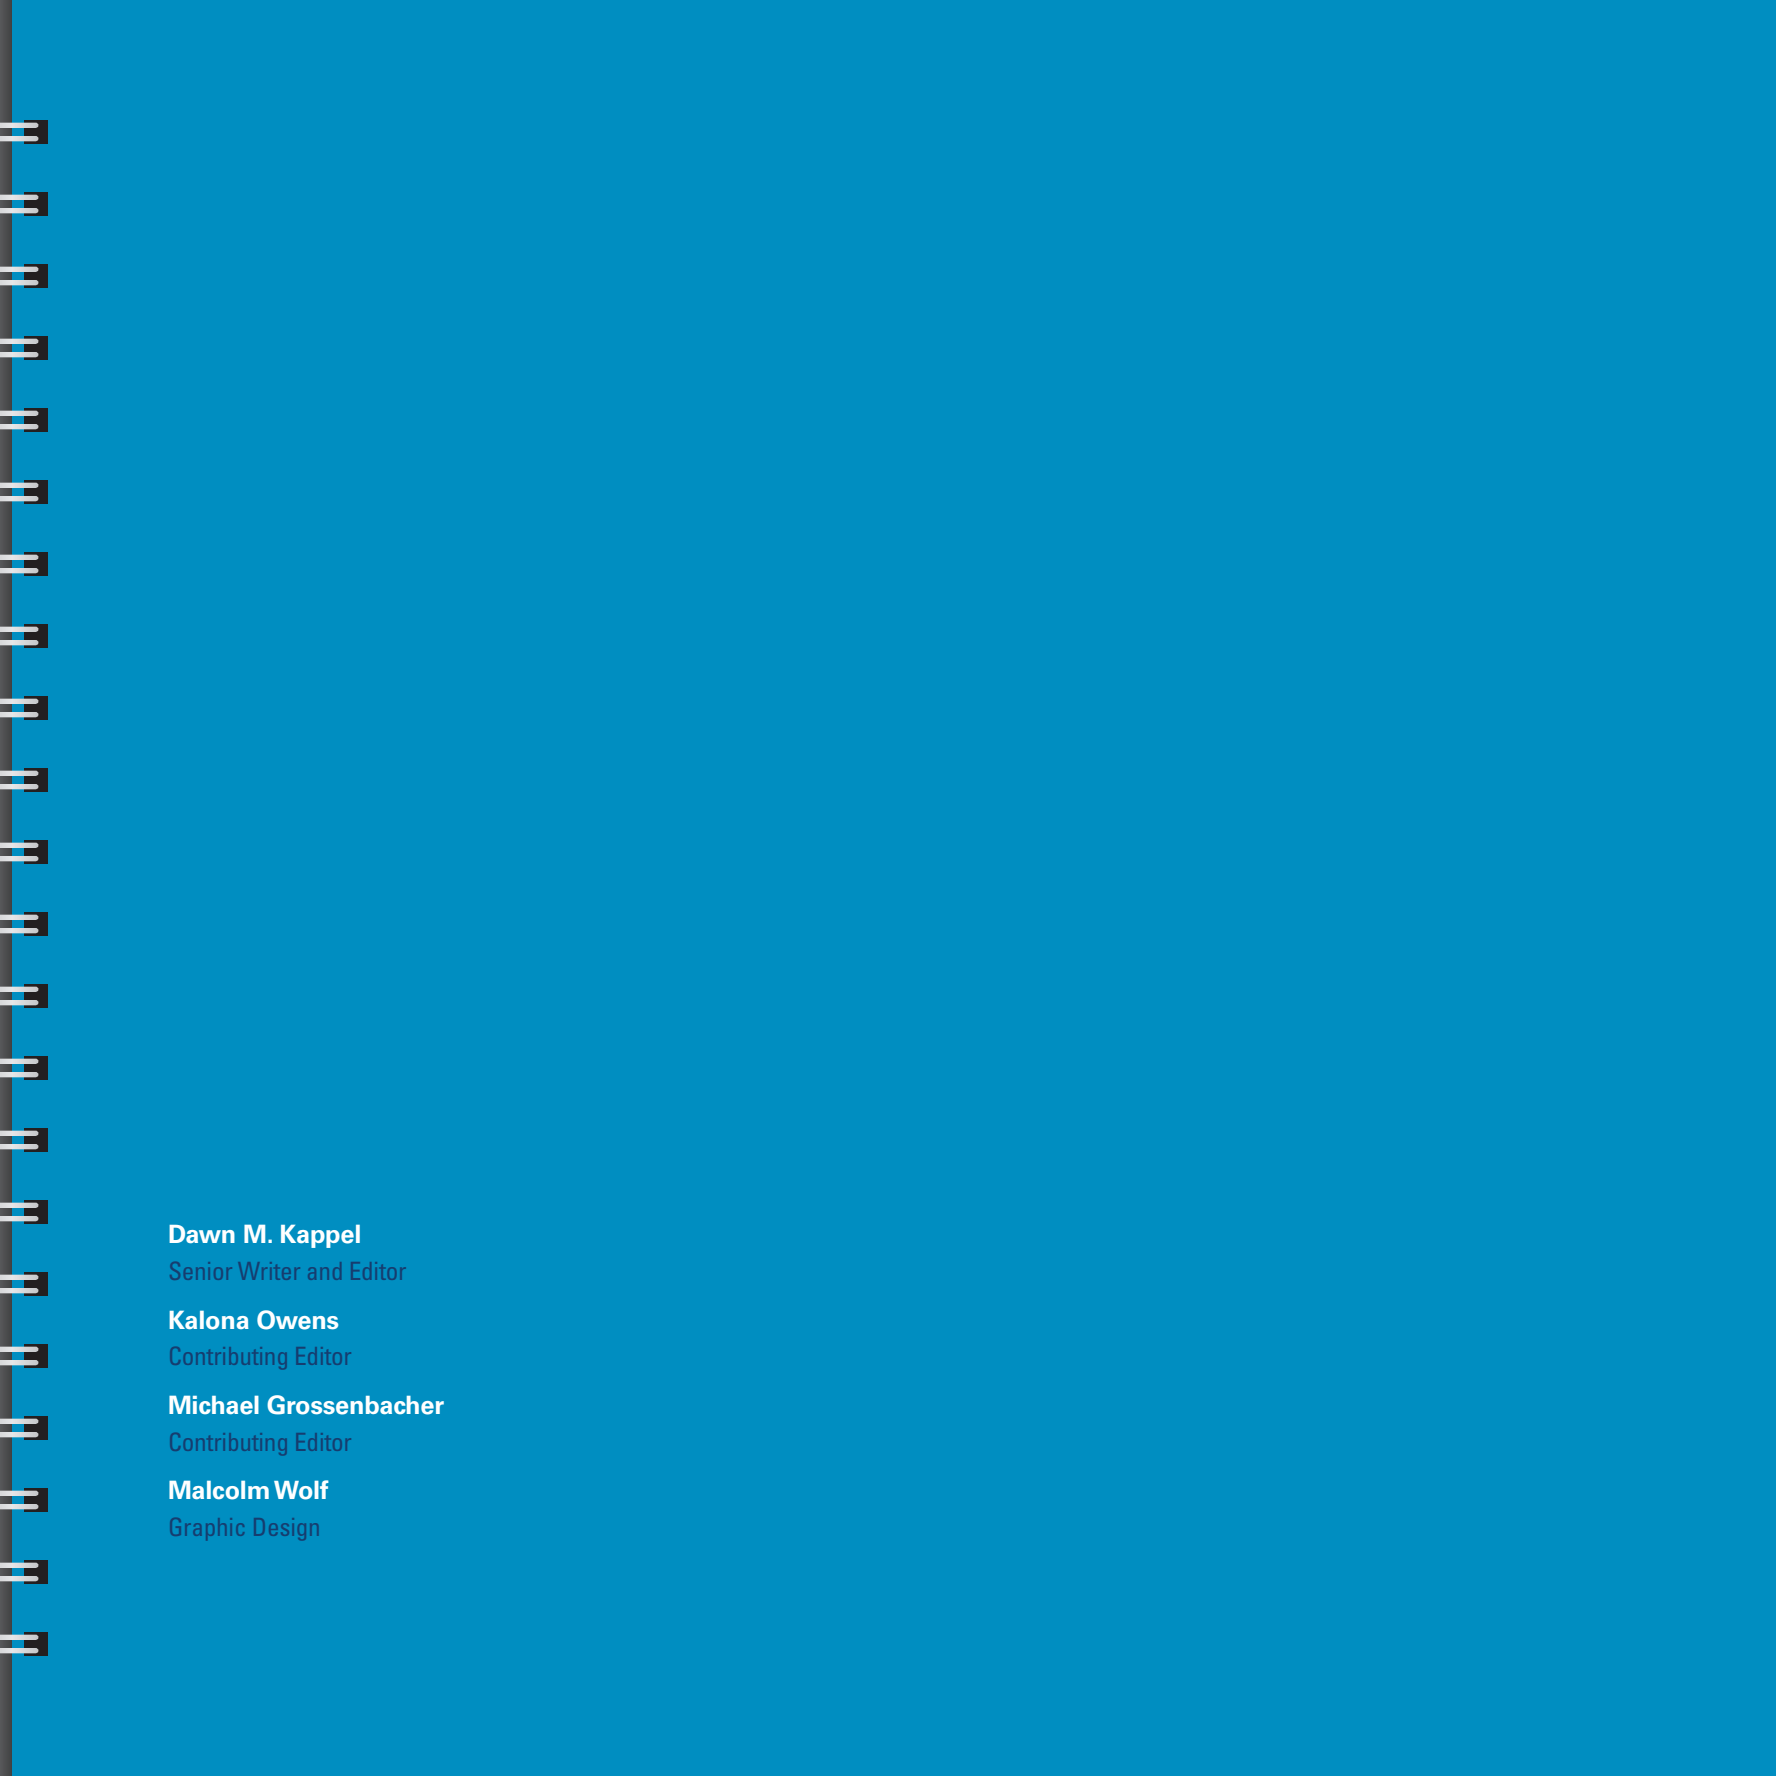 Dawn M. Kappel
Senior Writer and Editor
Kalona Owens
Contributing Editor
Michael Grossenbacher
Contributing Editor
Malcolm Wolf
Graphic Design